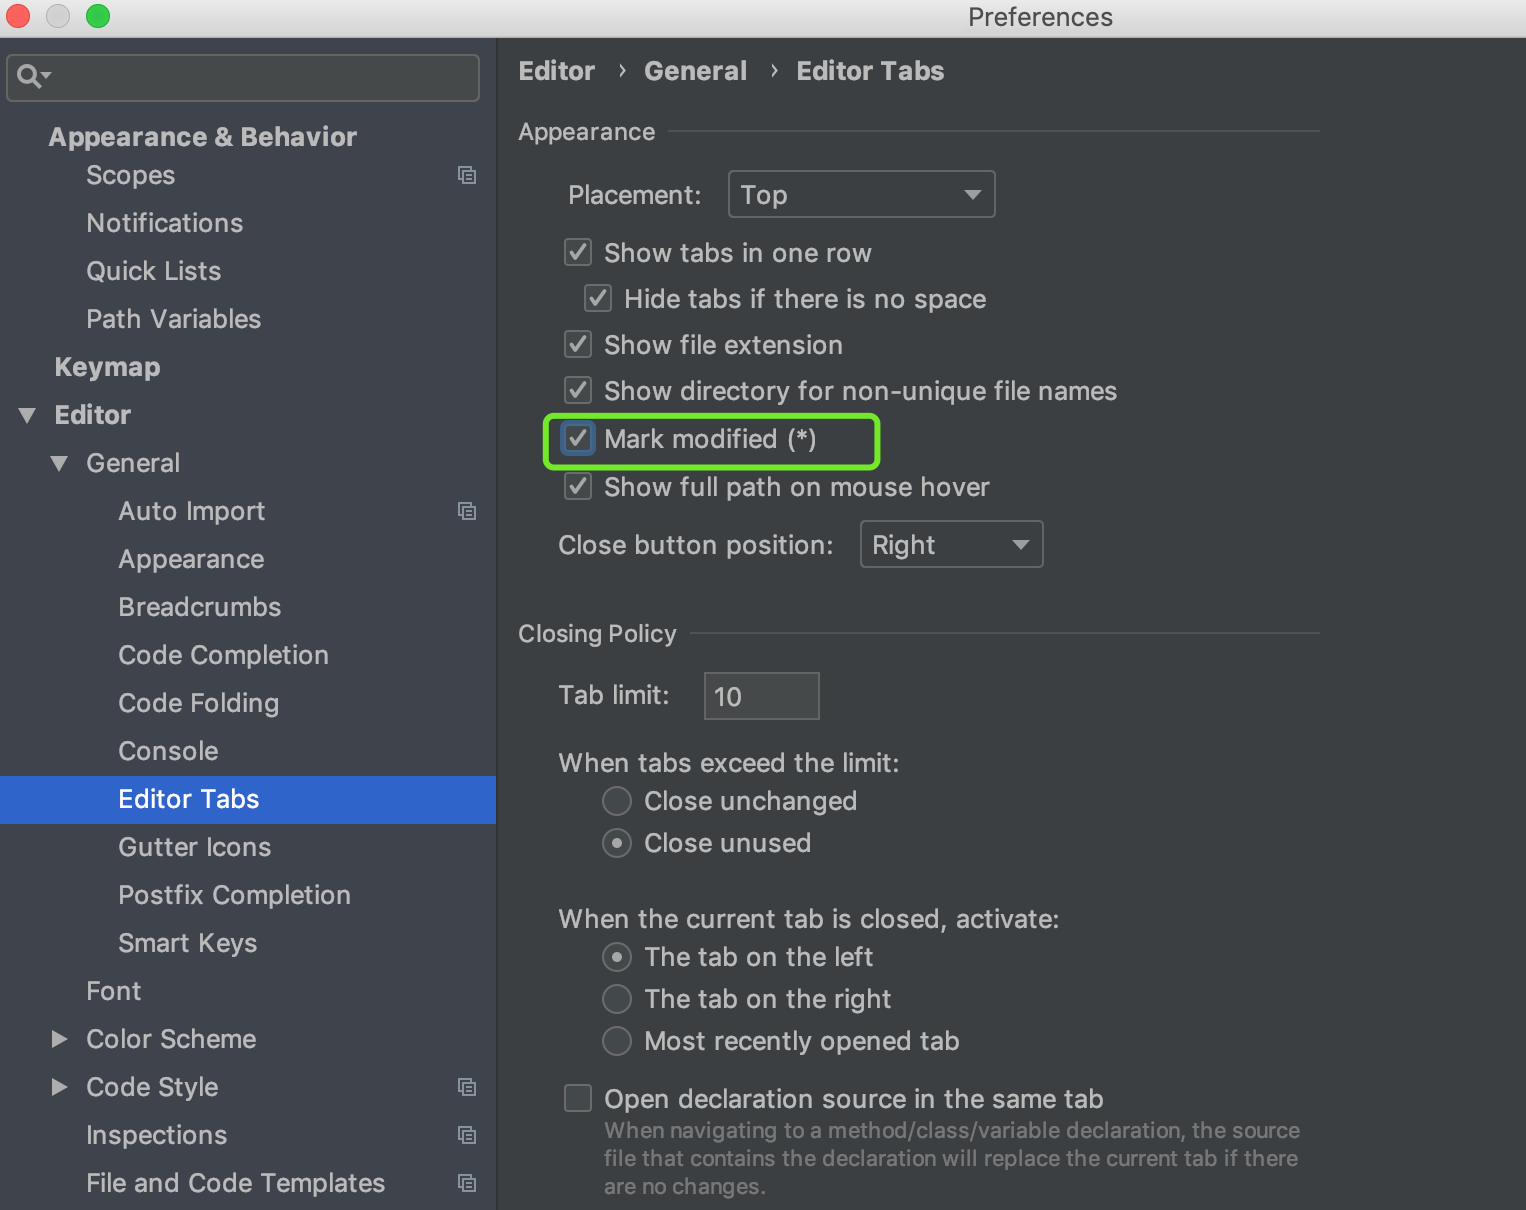 Preferences
Appearance & Behavior
Scopes
Notifications
Quick Lists
Path Variables
Keymap
Editor
General
Auto Import
Appearance
Breadcrumbs
Code Completion
Code Folding
Console
Editor Tabs
Gutter Icons
Postfix Completion
Smart Keys
Font
Color Scheme
Code Style
Inspections
File and Code Templates
Editor › General › Editor Tabs
Appearance
Placement: Top
Show tabs in one row
Hide tabs if there is no space
Show file extension
Show directory for non-unique file names
Mark modified (*)
Show full path on mouse hover
Close button position: Right
Closing Policy
Tab limit: 10
When tabs exceed the limit:
Close unchanged
Close unused
When the current tab is closed, activate:
The tab on the left
The tab on the right
Most recently opened tab
Open declaration source in the same tab
When navigating to a method/class/variable declaration, the source
file that contains the declaration will replace the current tab if there
are no changes.